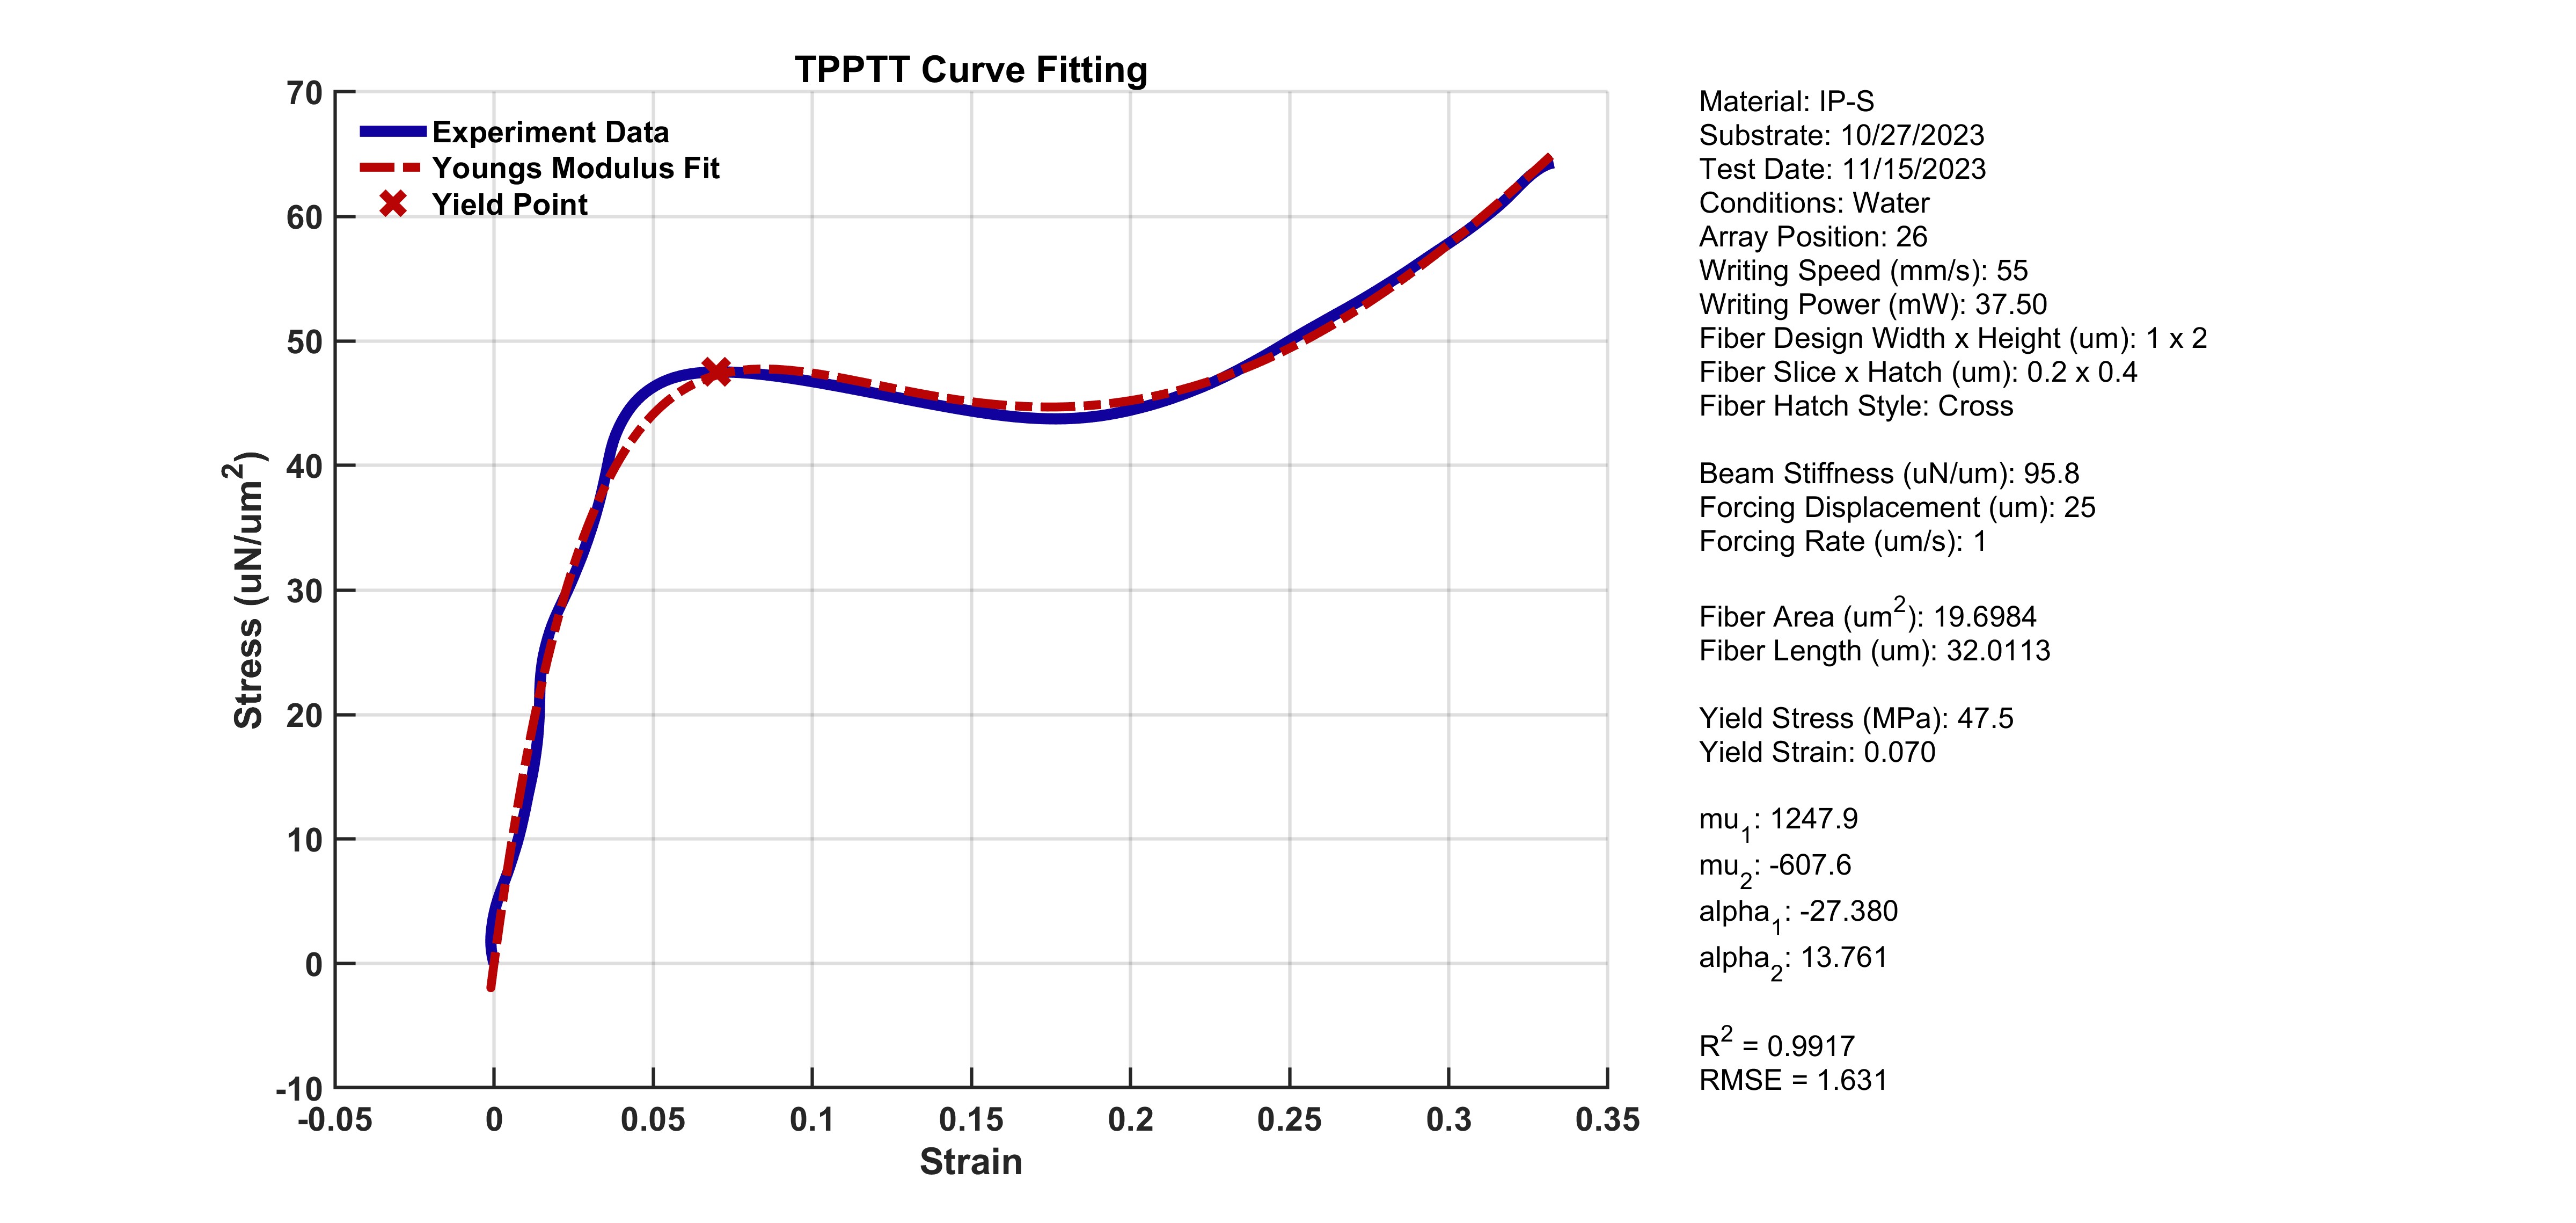 TPPTT Curve Fitting
70
60
50
40
30
20
10
0
-10
Stress (uN/um²)
Experiment Data
Youngs Modulus Fit
Yield Point
-0.05 0 0.05 0.1 0.15 0.2 0.25 0.3 0.35
Strain
Material: IP-S
Substrate: 10/27/2023
Test Date: 11/15/2023
Conditions: Water
Array Position: 26
Writing Speed (mm/s): 55
Writing Power (mW): 37.50
Fiber Design Width x Height (um): 1 x 2
Fiber Slice x Hatch (um): 0.2 x 0.4
Fiber Hatch Style: Cross
Beam Stiffness (uN/um): 95.8
Forcing Displacement (um): 25
Forcing Rate (um/s): 1
Fiber Area (um²): 19.6984
Fiber Length (um): 32.0113
Yield Stress (MPa): 47.5
Yield Strain: 0.070
mu₁: 1247.9
mu₂: -607.6
alpha₁: -27.380
alpha₂: 13.761
R² = 0.9917
RMSE = 1.631